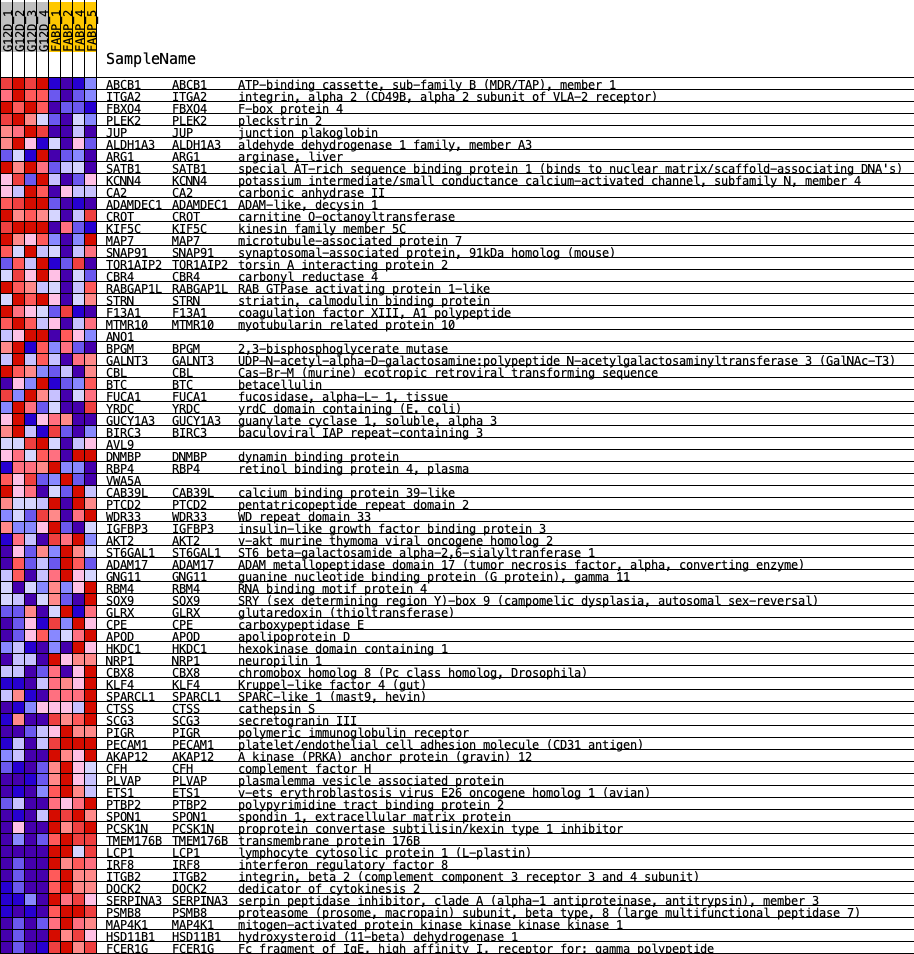 G12D_1
G12D_2
G12D_3
G12D_4
FABP_1
FABP_2
FABP_4
FABP_5
SampleName
ABCB1 ABCB1 ATP-binding cassette, sub-family B (MDR/TAP), member 1
ITGA2 ITGA2 integrin, alpha 2 (CD49B, alpha 2 subunit of VLA-2 receptor)
FBXO4 FBXO4 F-box protein 4
PLEK2 PLEK2 pleckstrin 2
JUP JUP junction plakoglobin
ALDH1A3 ALDH1A3 aldehyde dehydrogenase 1 family, member A3
ARG1 ARG1 arginase, liver
SATB1 SATB1 special AT-rich sequence binding protein 1 (binds to nuclear matrix/scaffold-associating DNA's)
KCNN4 KCNN4 potassium intermediate/small conductance calcium-activated channel, subfamily N, member 4
CA2 CA2 carbonic anhydrase II
ADAMDEC1 ADAMDEC1 ADAM-like, decysin 1
CROT CROT carnitine O-octanoyltransferase
KIF5C KIF5C kinesin family member 5C
MAP7 MAP7 microtubule-associated protein 7
SNAP91 SNAP91 synaptosomal-associated protein, 91kDa homolog (mouse)
TOR1AIP2 TOR1AIP2 torsin A interacting protein 2
CBR4 CBR4 carbonyl reductase 4
RABGAP1L RABGAP1L RAB GTPase activating protein 1-like
STRN STRN striatin, calmodulin binding protein
F13A1 F13A1 coagulation factor XIII, A1 polypeptide
MTMR10 MTMR10 myotubularin related protein 10
ANO1
BPGM BPGM 2,3-bisphosphoglycerate mutase
GALNT3 GALNT3 UDP-N-acetyl-alpha-D-galactosamine:polypeptide N-acetylgalactosaminyltransferase 3 (GalNAc-T3)
CBL CBL Cas-Br-M (murine) ecotropic retroviral transforming sequence
BTC BTC betacellulin
FUCA1 FUCA1 fucosidase, alpha-L- 1, tissue
YRDC YRDC yrdC domain containing (E. coli)
GUCY1A3 GUCY1A3 guanylate cyclase 1, soluble, alpha 3
BIRC3 BIRC3 baculoviral IAP repeat-containing 3
AVL9
DNMBP DNMBP dynamin binding protein
RBP4 RBP4 retinol binding protein 4, plasma
VWA5A
CAB39L CAB39L calcium binding protein 39-like
PTCD2 PTCD2 pentatricopeptide repeat domain 2
WDR33 WDR33 WD repeat domain 33
IGFBP3 IGFBP3 insulin-like growth factor binding protein 3
AKT2 AKT2 v-akt murine thymoma viral oncogene homolog 2
ST6GAL1 ST6GAL1 ST6 beta-galactosamide alpha-2,6-sialyltranferase 1
ADAM17 ADAM17 ADAM metallopeptidase domain 17 (tumor necrosis factor, alpha, converting enzyme)
GNG11 GNG11 guanine nucleotide binding protein (G protein), gamma 11
RBM4 RBM4 RNA binding motif protein 4
SOX9 SOX9 SRY (sex determining region Y)-box 9 (campomelic dysplasia, autosomal sex-reversal)
GLRX GLRX glutaredoxin (thioltransferase)
CPE CPE carboxypeptidase E
APOD APOD apolipoprotein D
HKDC1 HKDC1 hexokinase domain containing 1
NRP1 NRP1 neuropilin 1
CBX8 CBX8 chromobox homolog 8 (Pc class homolog, Drosophila)
KLF4 KLF4 Kruppel-like factor 4 (gut)
SPARCL1 SPARCL1 SPARC-like 1 (mast9, hevin)
CTSS CTSS cathepsin S
SCG3 SCG3 secretogranin III
PIGR PIGR polymeric immunoglobulin receptor
PECAM1 PECAM1 platelet/endothelial cell adhesion molecule (CD31 antigen)
AKAP12 AKAP12 A kinase (PRKA) anchor protein (gravin) 12
CFH CFH complement factor H
PLVAP PLVAP plasmalemma vesicle associated protein
ETS1 ETS1 v-ets erythroblastosis virus E26 oncogene homolog 1 (avian)
PTBP2 PTBP2 polypyrimidine tract binding protein 2
SPON1 SPON1 spondin 1, extracellular matrix protein
PCSK1N PCSK1N proprotein convertase subtilisin/kexin type 1 inhibitor
TMEM176B TMEM176B transmembrane protein 176B
LCP1 LCP1 lymphocyte cytosolic protein 1 (L-plastin)
IRF8 IRF8 interferon regulatory factor 8
ITGB2 ITGB2 integrin, beta 2 (complement component 3 receptor 3 and 4 subunit)
DOCK2 DOCK2 dedicator of cytokinesis 2
SERPINA3 SERPINA3 serpin peptidase inhibitor, clade A (alpha-1 antiproteinase, antitrypsin), member 3
PSMB8 PSMB8 proteasome (prosome, macropain) subunit, beta type, 8 (large multifunctional peptidase 7)
MAP4K1 MAP4K1 mitogen-activated protein kinase kinase kinase kinase 1
HSD11B1 HSD11B1 hydroxysteroid (11-beta) dehydrogenase 1
FCER1G FCER1G Fc fragment of IgE, high affinity I, receptor for; gamma polypeptide